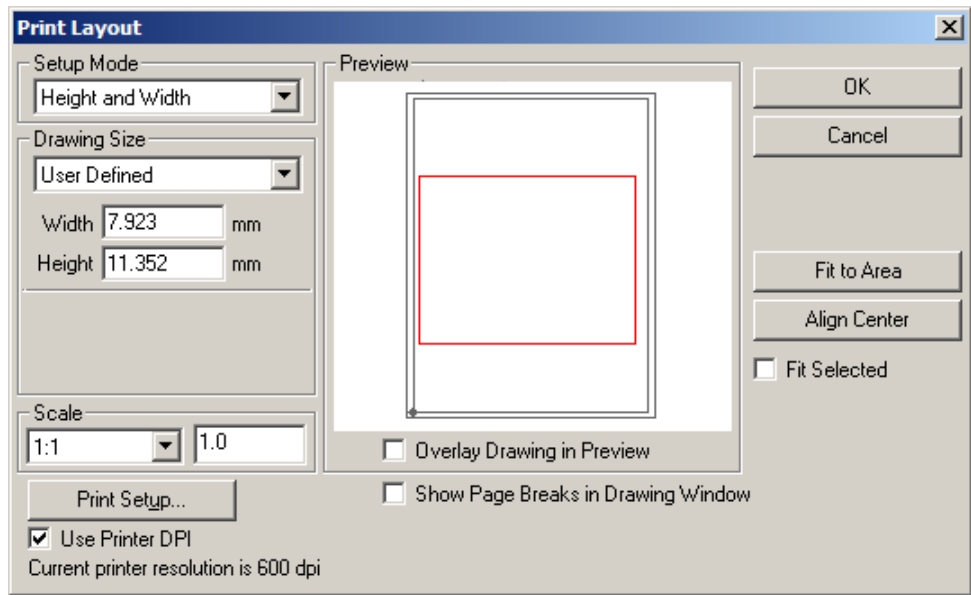 Print Layout
Setup Mode
Height and Width
Drawing Size
User Defined
Width 7.923 mm
Height 11.352 mm
Scale
1:1 1.0
Print Setup...
Use Printer DPI
Current printer resolution is 600 dpi
Preview
Overlay Drawing in Preview
Show Page Breaks in Drawing Window
OK
Cancel
Fit to Area
Align Center
Fit Selected